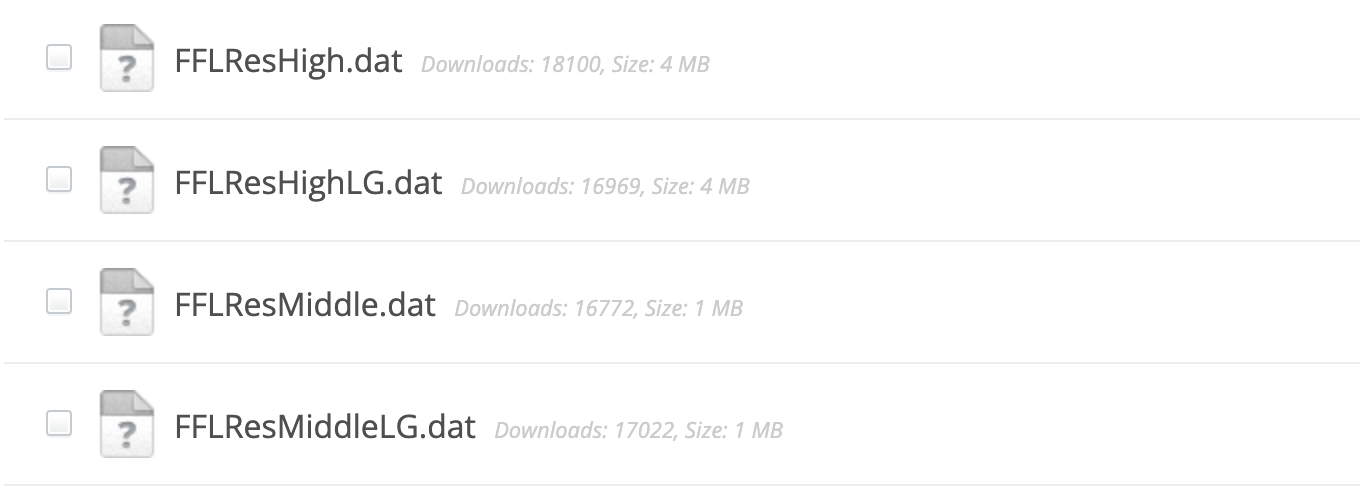 FFLResHigh.dat Downloads: 18100, Size: 4 MB
FFLResHighLG.dat Downloads: 16969, Size: 4 MB
FFLResMiddle.dat Downloads: 16772, Size: 1 MB
FFLResMiddleLG.dat Downloads: 17022, Size: 1 MB